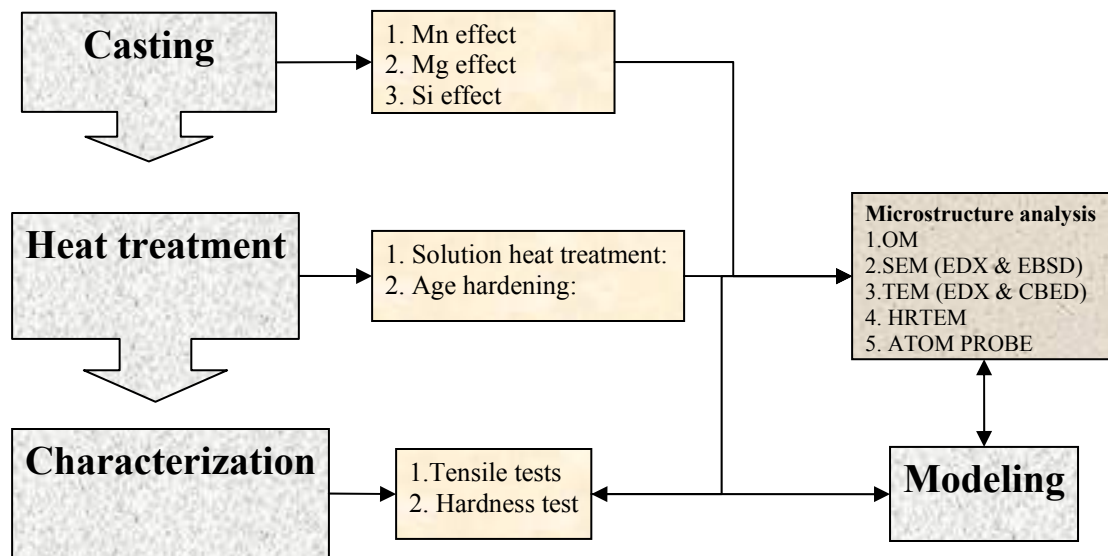 Casting
1. Mn effect
2. Mg effect
3. Si effect
Heat treatment
1. Solution heat treatment:
2. Age hardening:
Microstructure analysis
1.OM
2.SEM (EDX & EBSD)
3.TEM (EDX & CBED)
4. HRTEM
5. ATOM PROBE
Characterization
1.Tensile tests
2. Hardness test
Modeling